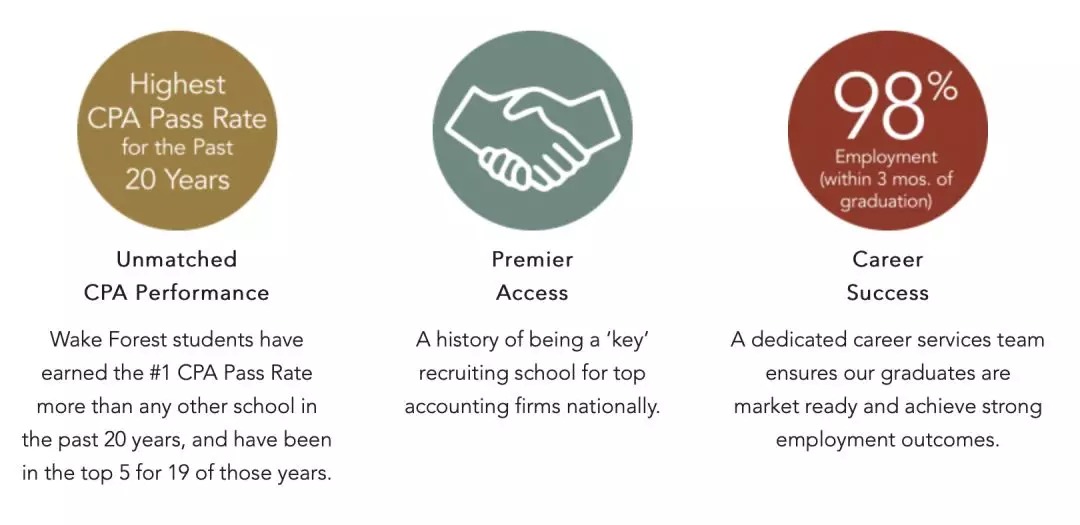 Highest
CPA Pass Rate
for the Past
20 Years
Unmatched
CPA Performance
Wake Forest students have
earned the #1 CPA Pass Rate
more than any other school in
the past 20 years, and have been
in the top 5 for 19 of those years.
Premier
Access
A history of being a ‘key’
recruiting school for top
accounting firms nationally.
98%
Employment
(within 3 mos. of
graduation)
Career
Success
A dedicated career services team
ensures our graduates are
market ready and achieve strong
employment outcomes.